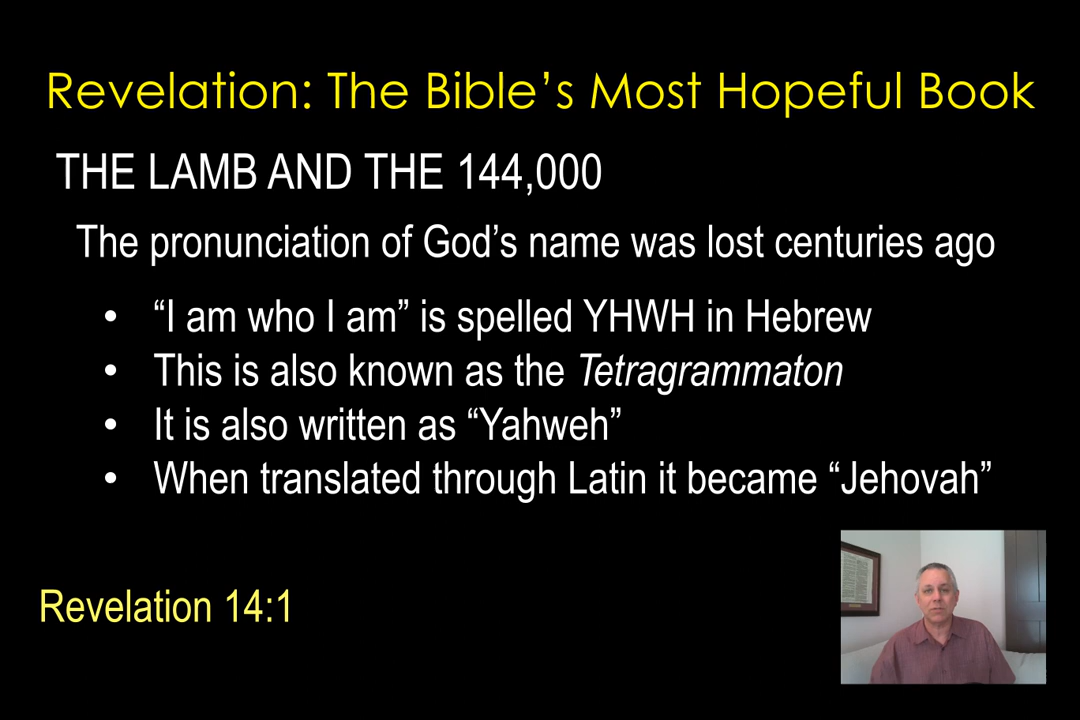 Revelation: The Bible’s Most Hopeful Book
THE LAMB AND THE 144,000
The pronunciation of God’s name was lost centuries ago
• “I am who I am” is spelled YHWH in Hebrew
• This is also known as the Tetragrammaton
• It is also written as “Yahweh”
• When translated through Latin it became “Jehovah”
Revelation 14:1